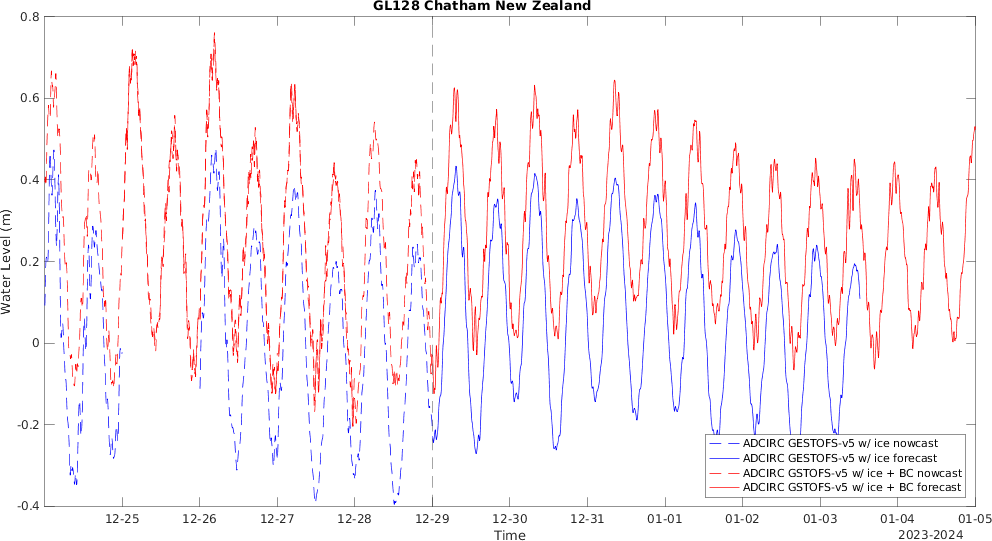 GL128 Chatham New Zealand
0.8
0.6
0.4
0.2
0
-0.2
-0.4
Water Level (m)
ADCIRC GESTOFS-v5 w/ ice nowcast
ADCIRC GESTOFS-v5 w/ ice forecast
ADCIRC GSTOFS-v5 w/ ice + BC nowcast
ADCIRC GSTOFS-v5 w/ ice + BC forecast
12-25 12-26 12-27 12-28 12-29 12-30 12-31 01-01 01-02 01-03 01-04 01-05
Time
2023-2024